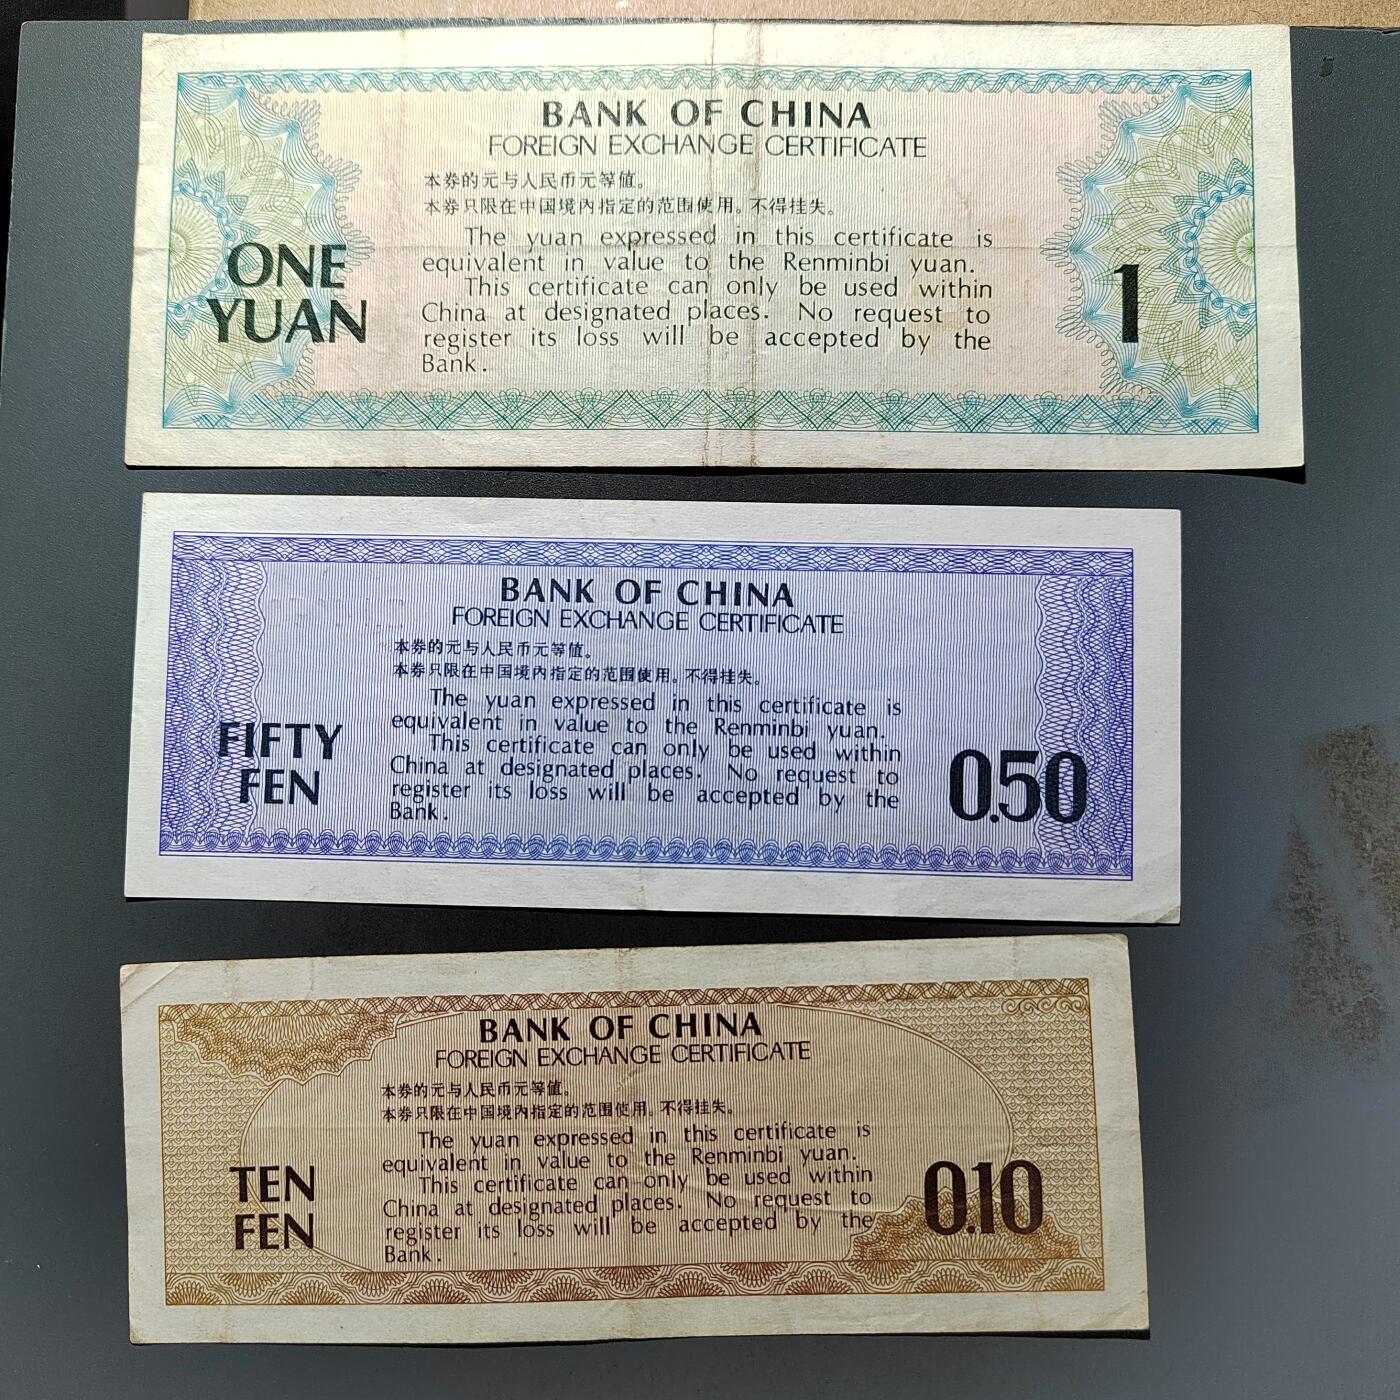 BANK OF CHINA
FOREIGN EXCHANGE CERTIFICATE
本券的元与人民币元等值。
本券只限在中国境内指定的范围使用。不得挂失。
The yuan expressed in this certificate is
equivalent in value to the Renminbi yuan.
This certificate can only be used within
China at designated places. No request to
register its loss will be accepted by the
Bank.
ONE
YUAN
1
BANK OF CHINA
FOREIGN EXCHANGE CERTIFICATE
本券的元与人民币元等值。
本券只限在中国境内指定的范围使用。不得挂失。
The yuan expressed in this certificate is
equivalent in value to the Renminbi yuan.
This certificate can only be used within
China at designated places. No request to
register its loss will be accepted by the
Bank.
FIFTY
FEN
0.50
BANK OF CHINA
FOREIGN EXCHANGE CERTIFICATE
本券的元与人民币元等值。
本券只限在中国境内指定的范围使用。不得挂失。
The yuan expressed in this certificate is
equivalent in value to the Renminbi yuan.
This certificate can only be used within
China at designated places. No request to
register its loss will be accepted by the
Bank.
TEN
FEN
0.10